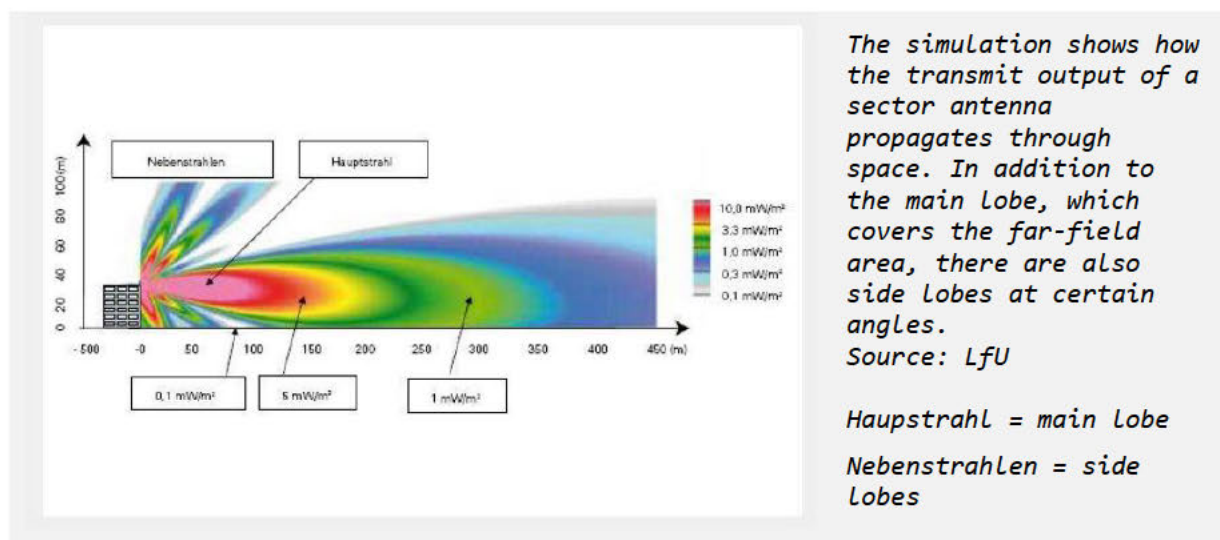 Nebenstrahlen
Hauptstrahl
100 (m)
80
60
40
20
0
10,0 mW/m²
3,3 mW/m²
1,0 mW/m²
0,3 mW/m²
0,1 mW/m²
- 500 -0 50 100 150 200 250 300 350 400 450 (m)
0,1 mW/m²
5 mW/m²
1 mW/m²
The simulation shows how
the transmit output of a
sector antenna
propagates through
space. In addition to
the main lobe, which
covers the far-field
area, there are also
side lobes at certain
angles.
Source: LfU
Haupstrahl = main lobe
Nebenstrahlen = side
lobes